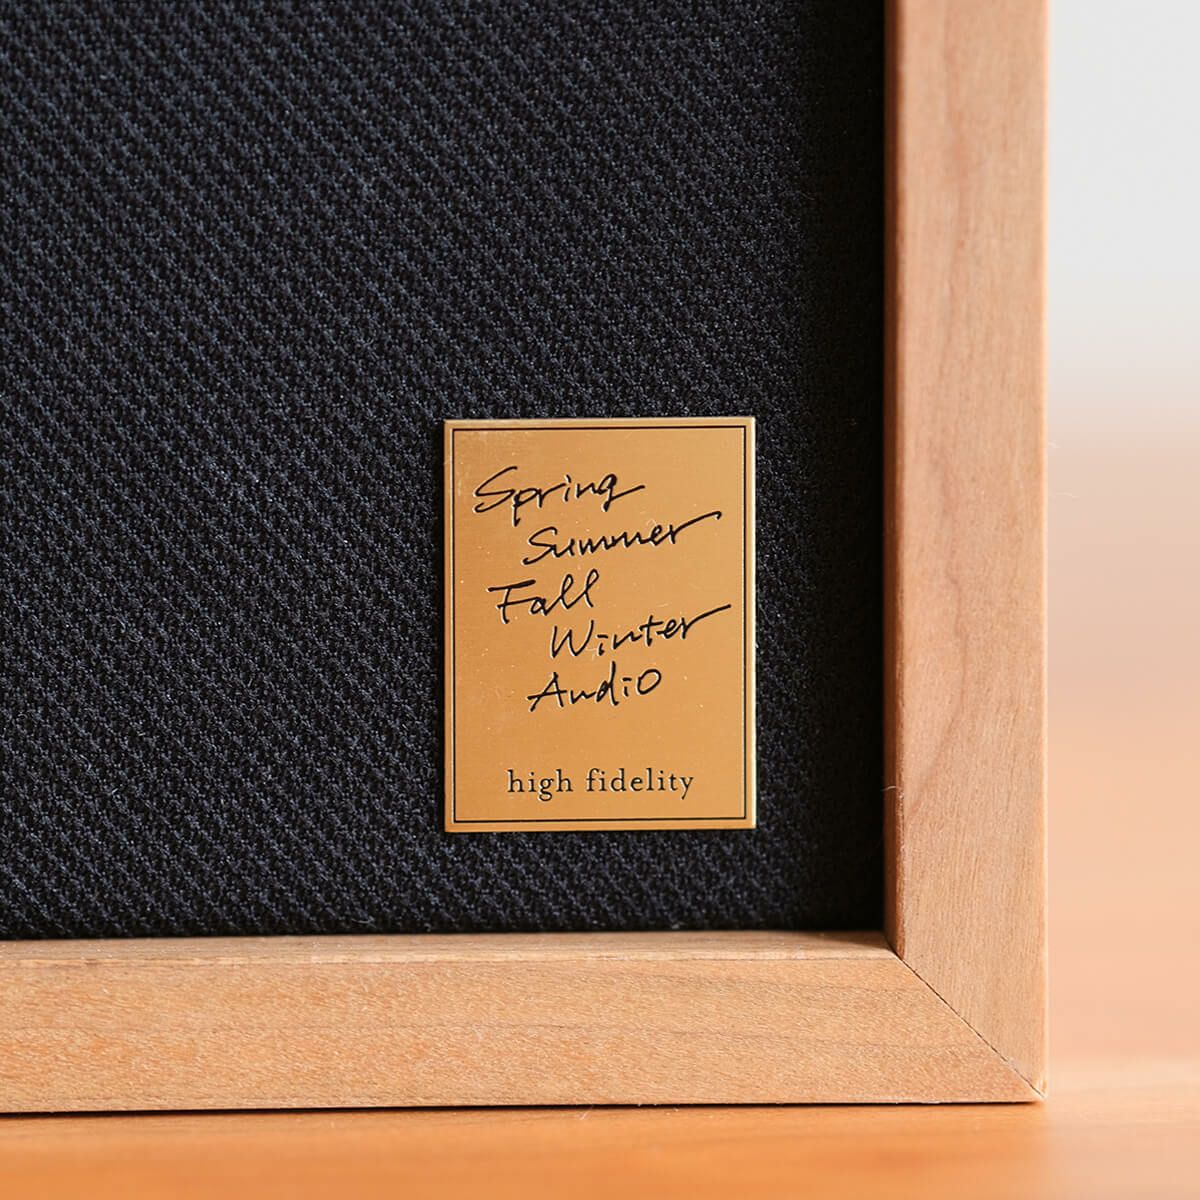 Spring
Summer
Fall
Winter
Audio
high fidelity